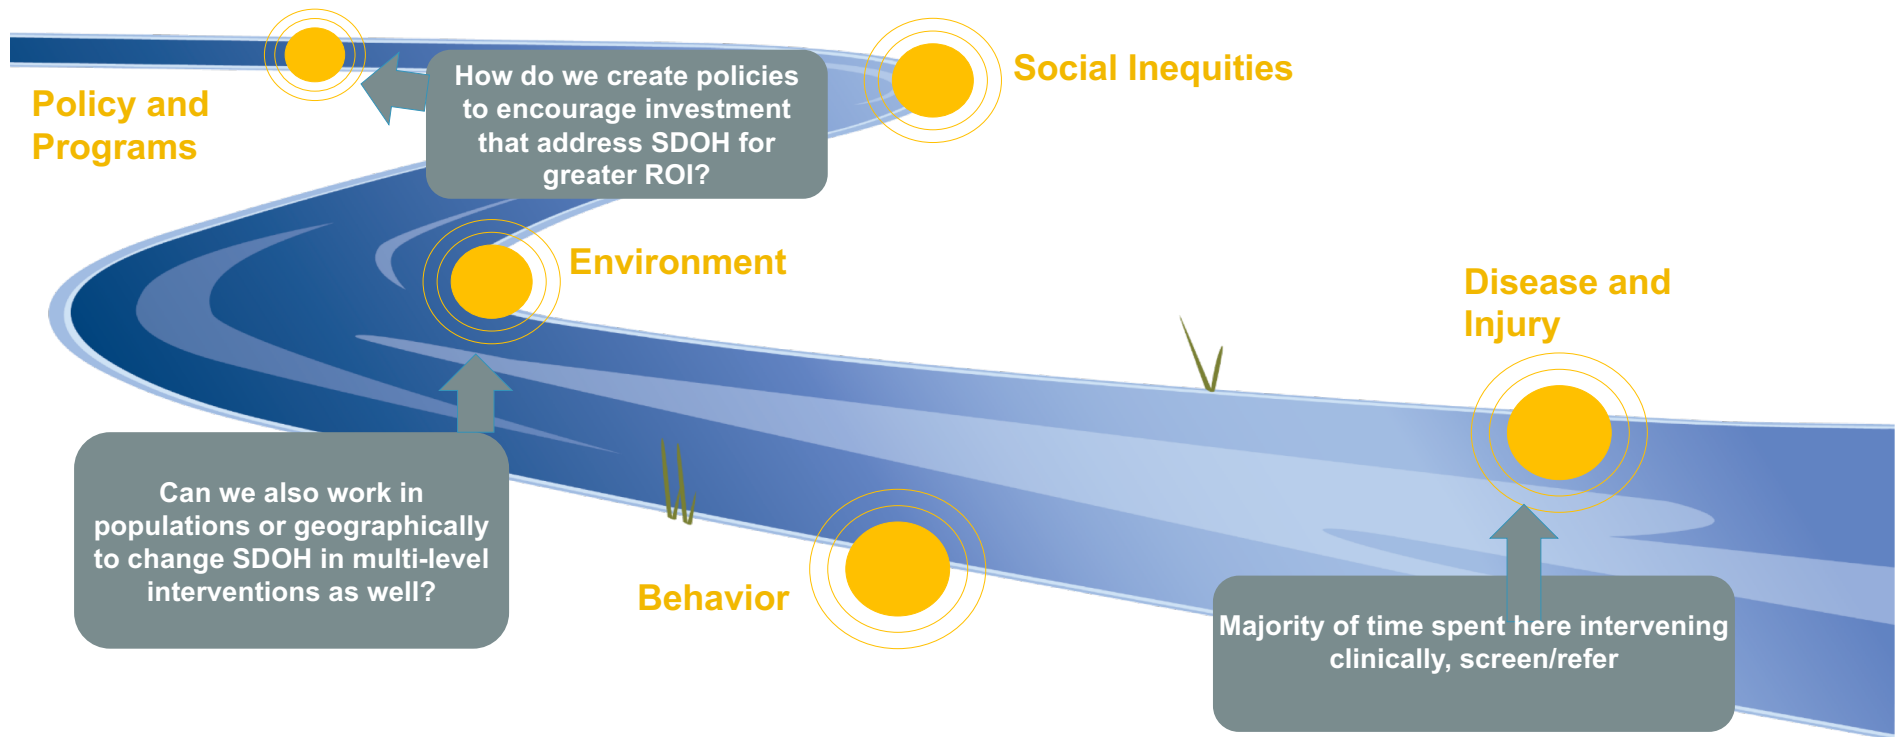 Policy and
Programs
How do we create policies
to encourage investment
that address SDOH for
greater ROI?
Social Inequities
Environment
Disease and
Injury
Can we also work in
populations or geographically
to change SDOH in multi-level
interventions as well?
Behavior
Majority of time spent here intervening
clinically, screen/refer